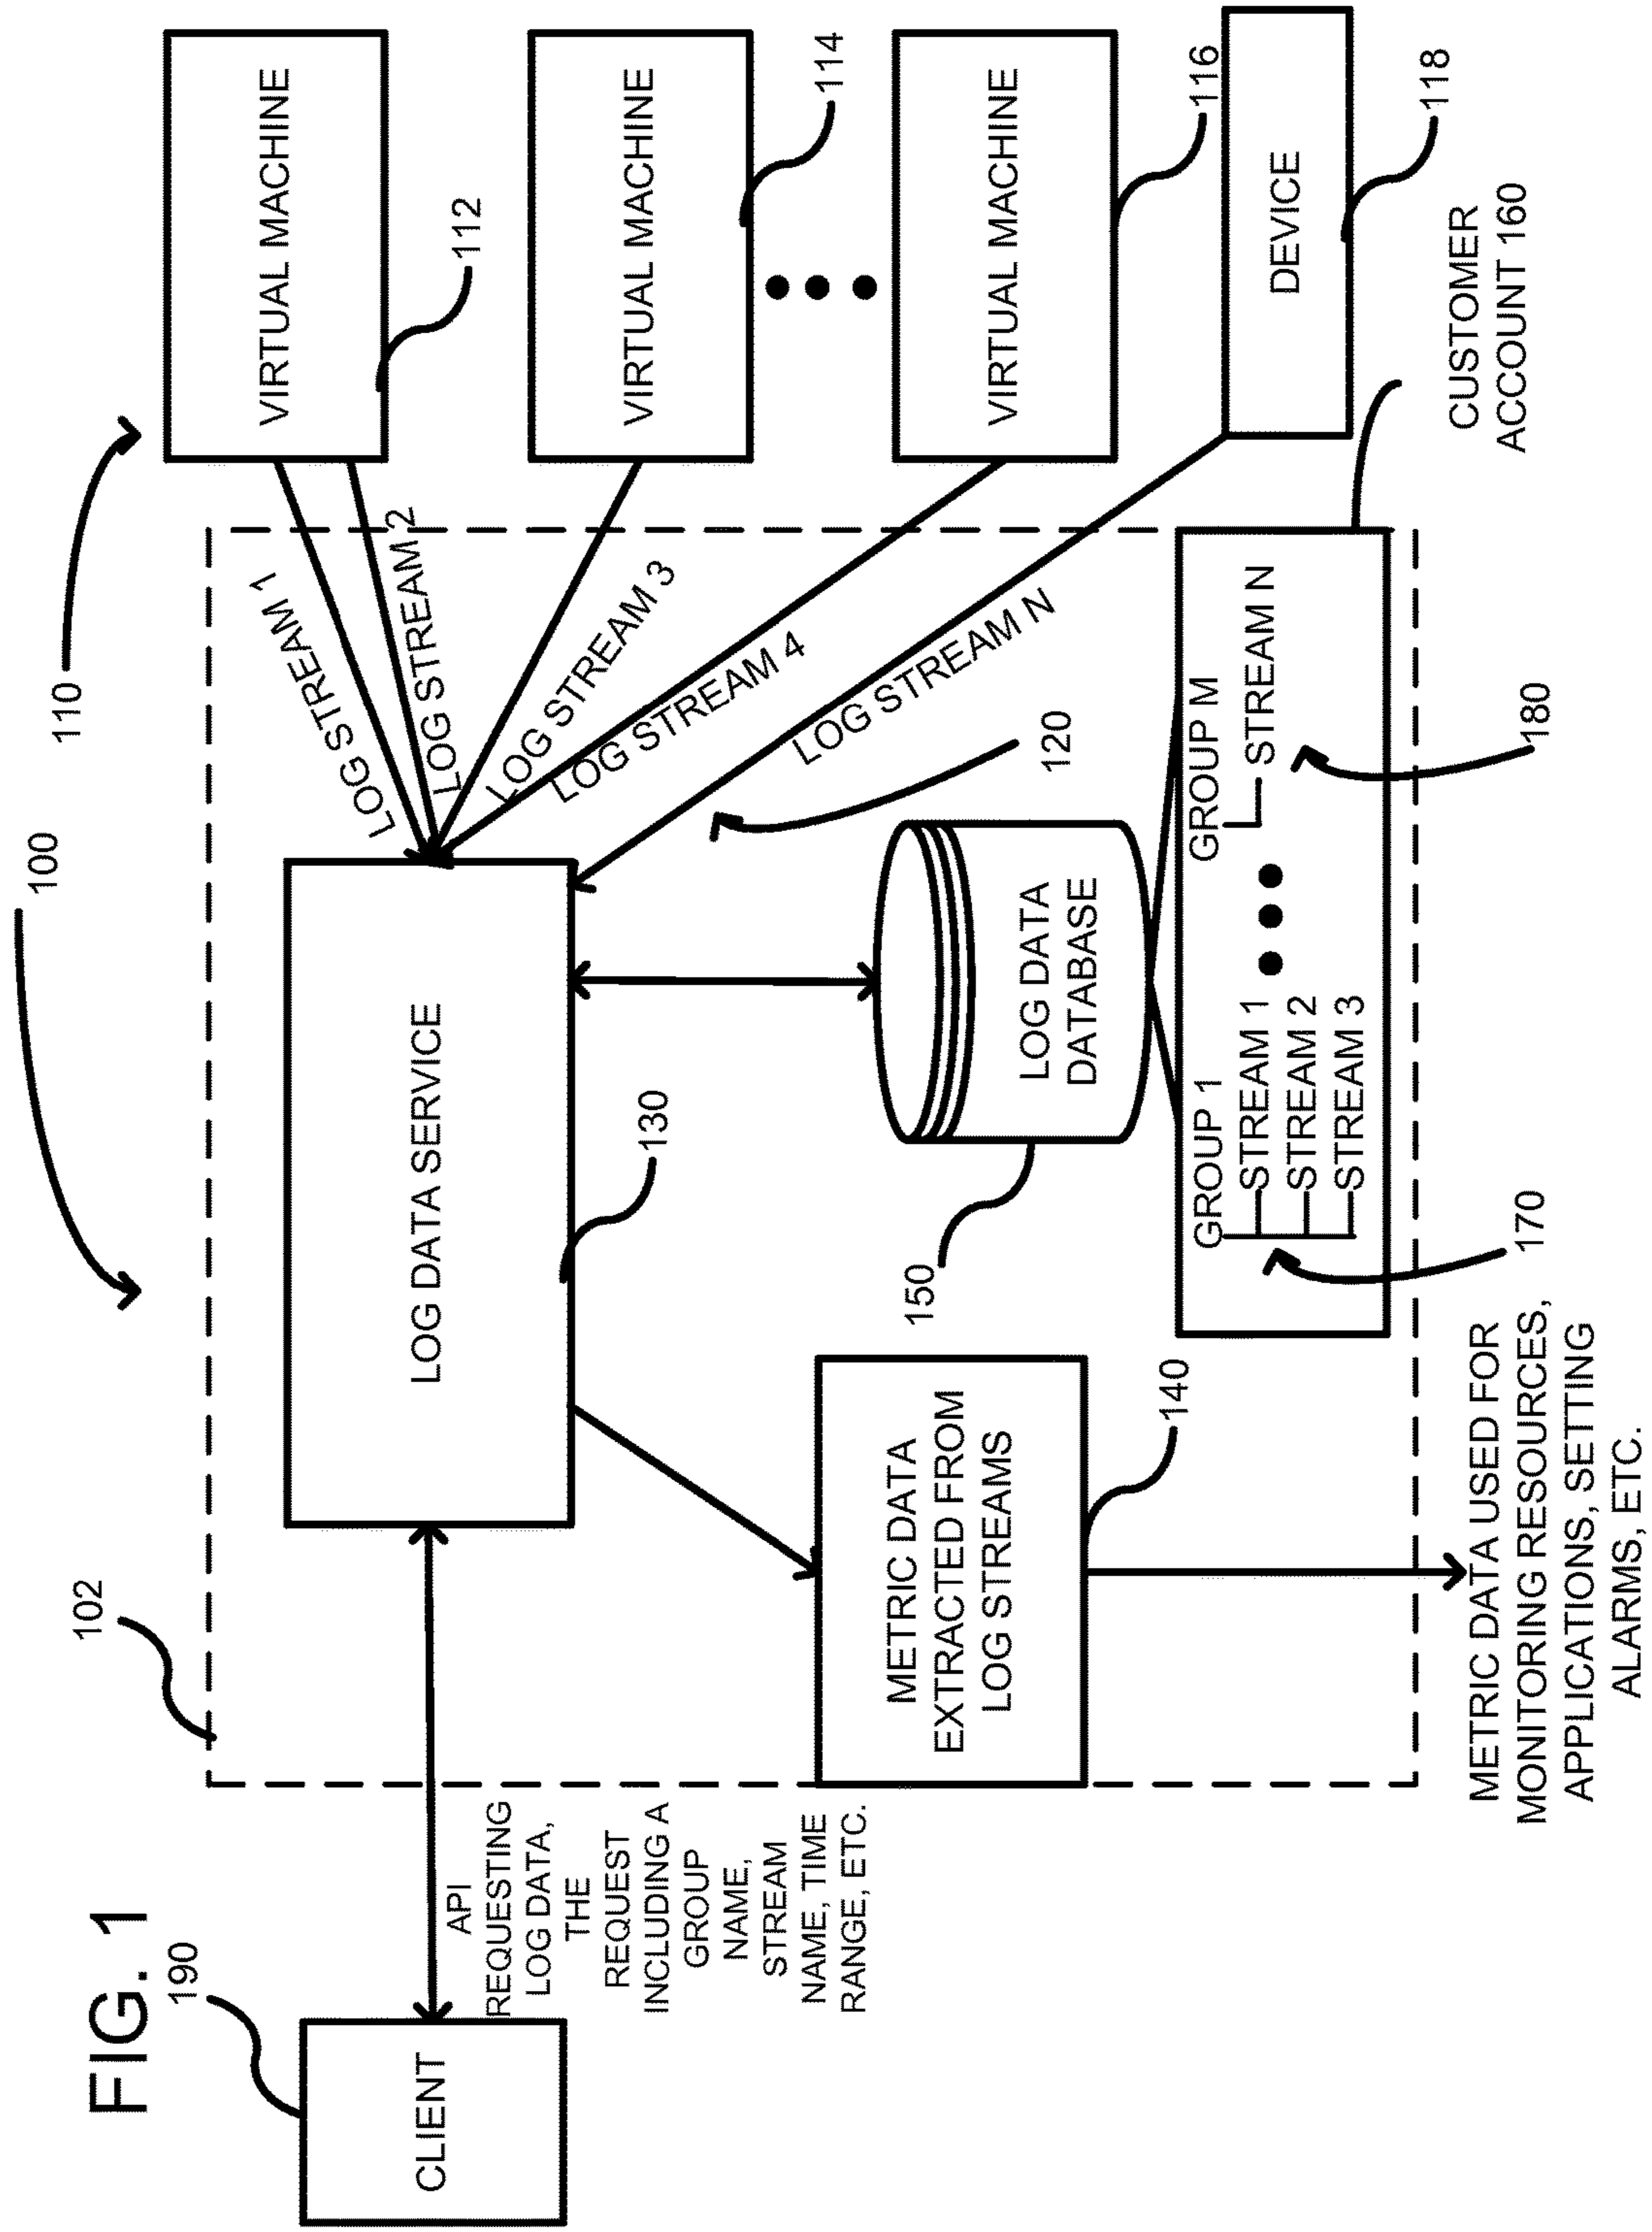 FIG. 1
100
110
102
190
CLIENT
API
REQUESTING
LOG DATA,
THE
REQUEST
INCLUDING A
GROUP
NAME,
STREAM
NAME, TIME
RANGE, ETC.
LOG DATA SERVICE
130
LOG STREAM 1
LOG STREAM 2
LOG STREAM 3
LOG STREAM 4
LOG STREAM N
120
VIRTUAL MACHINE
112
VIRTUAL MACHINE
114
VIRTUAL MACHINE
116
DEVICE
118
METRIC DATA
EXTRACTED FROM
LOG STREAMS
140
150
LOG DATA
DATABASE
GROUP 1
STREAM 1
STREAM 2
STREAM 3
170
GROUP M
STREAM N
180
CUSTOMER
ACCOUNT 160
METRIC DATA USED FOR
MONITORING RESOURCES,
APPLICATIONS, SETTING
ALARMS, ETC.